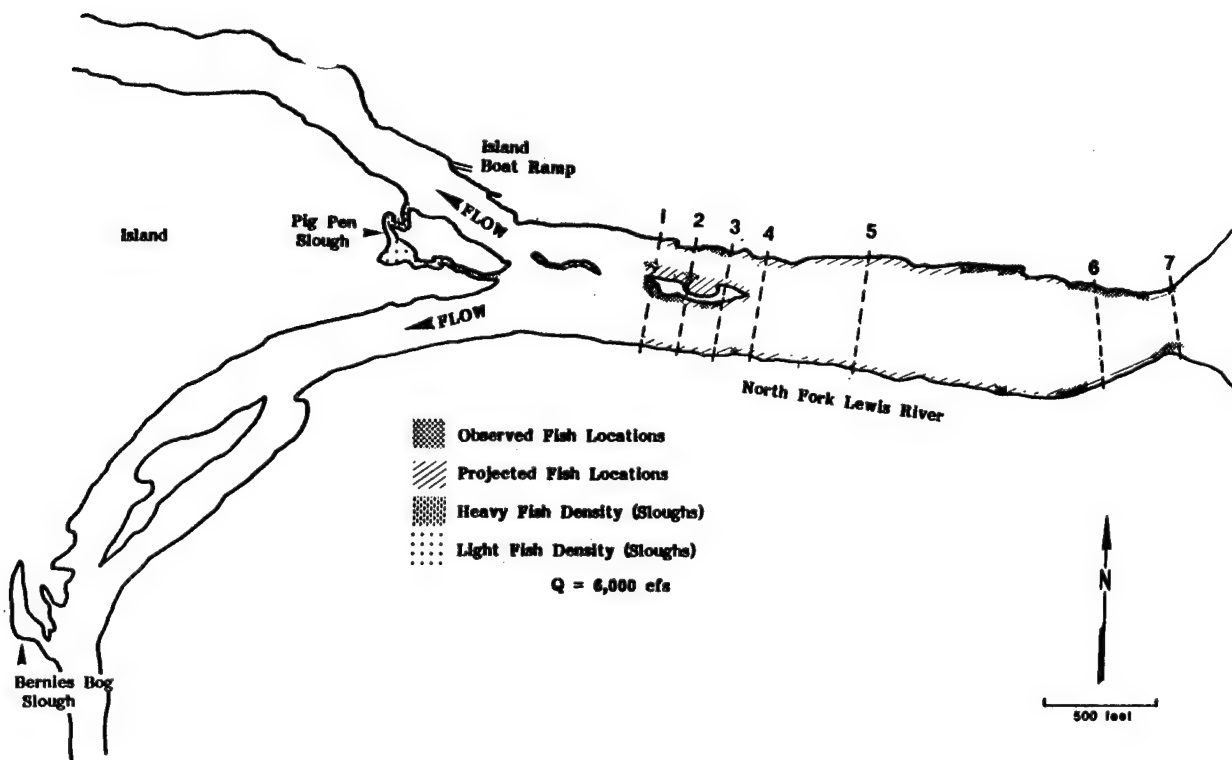 Island
Boat Ramp
FLOW
Pig Pen
Slough
Island
1
2
3
4
5
6
7
FLOW
North Fork Lewis River
Observed Fish Locations
Projected Fish Locations
Heavy Fish Density (Sloughs)
Light Fish Density (Sloughs)
Q = 6,000 cfs
N
Bernies Bog
Slough
500 feet